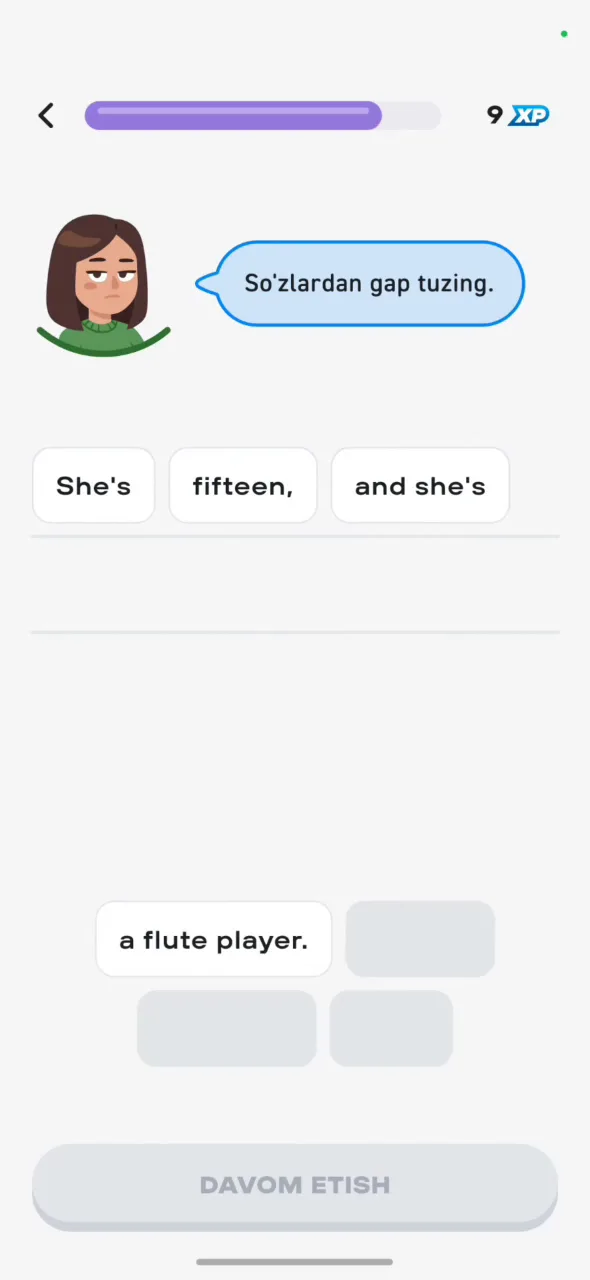 9 XP
So'zlardan gap tuzing.
She's fifteen, and she's
a flute player.
DAVOM ETISH